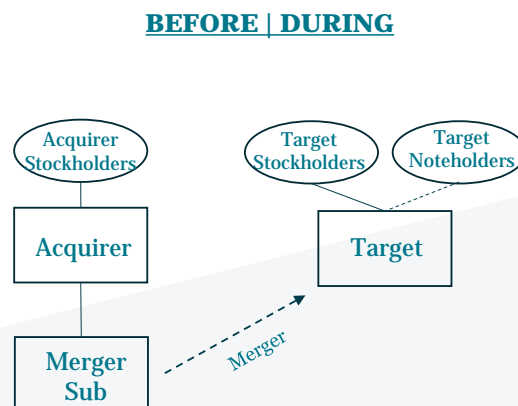 BEFORE | DURING
Acquirer
Stockholders
Target
Stockholders
Target
Noteholders
Acquirer
Target
Merger
Sub
Merger